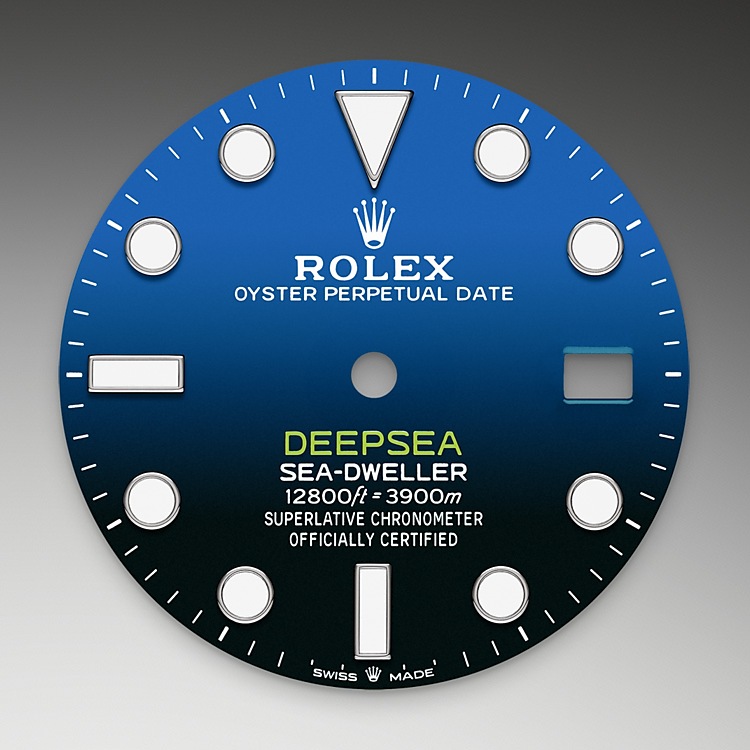 ROLEX
OYSTER PERPETUAL DATE
DEEPSEA
SEA-DWELLER
12800ft = 3900m
SUPERLATIVE CHRONOMETER
OFFICIALLY CERTIFIED
SWISS MADE